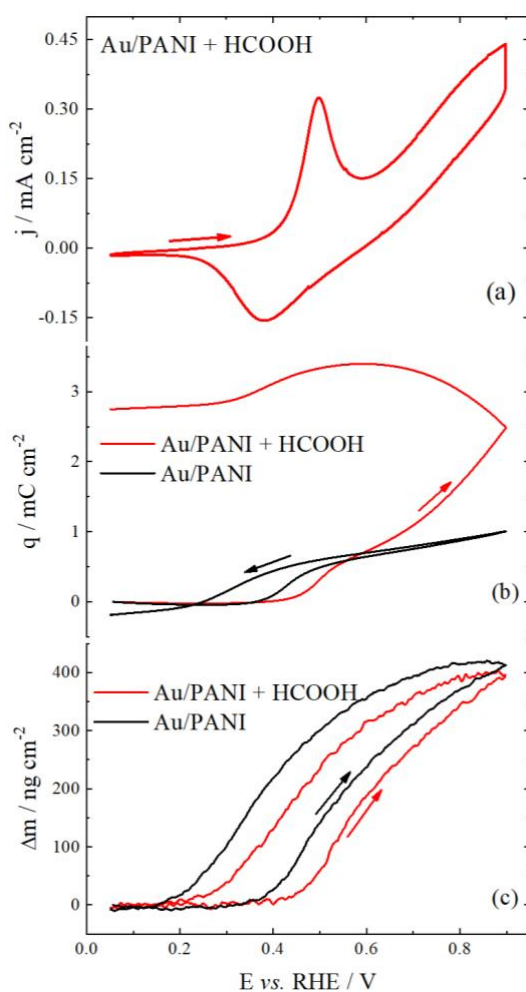 Au/PANI + HCOOH
0.45
0.30
0.15
0.00
-0.15
j / mA cm⁻²
(a)
3
2
1
0
q / mC cm⁻²
Au/PANI + HCOOH
Au/PANI
(b)
400
300
200
100
0
Δm / ng cm⁻²
Au/PANI + HCOOH
Au/PANI
(c)
0.0 0.2 0.4 0.6 0.8
E vs. RHE / V